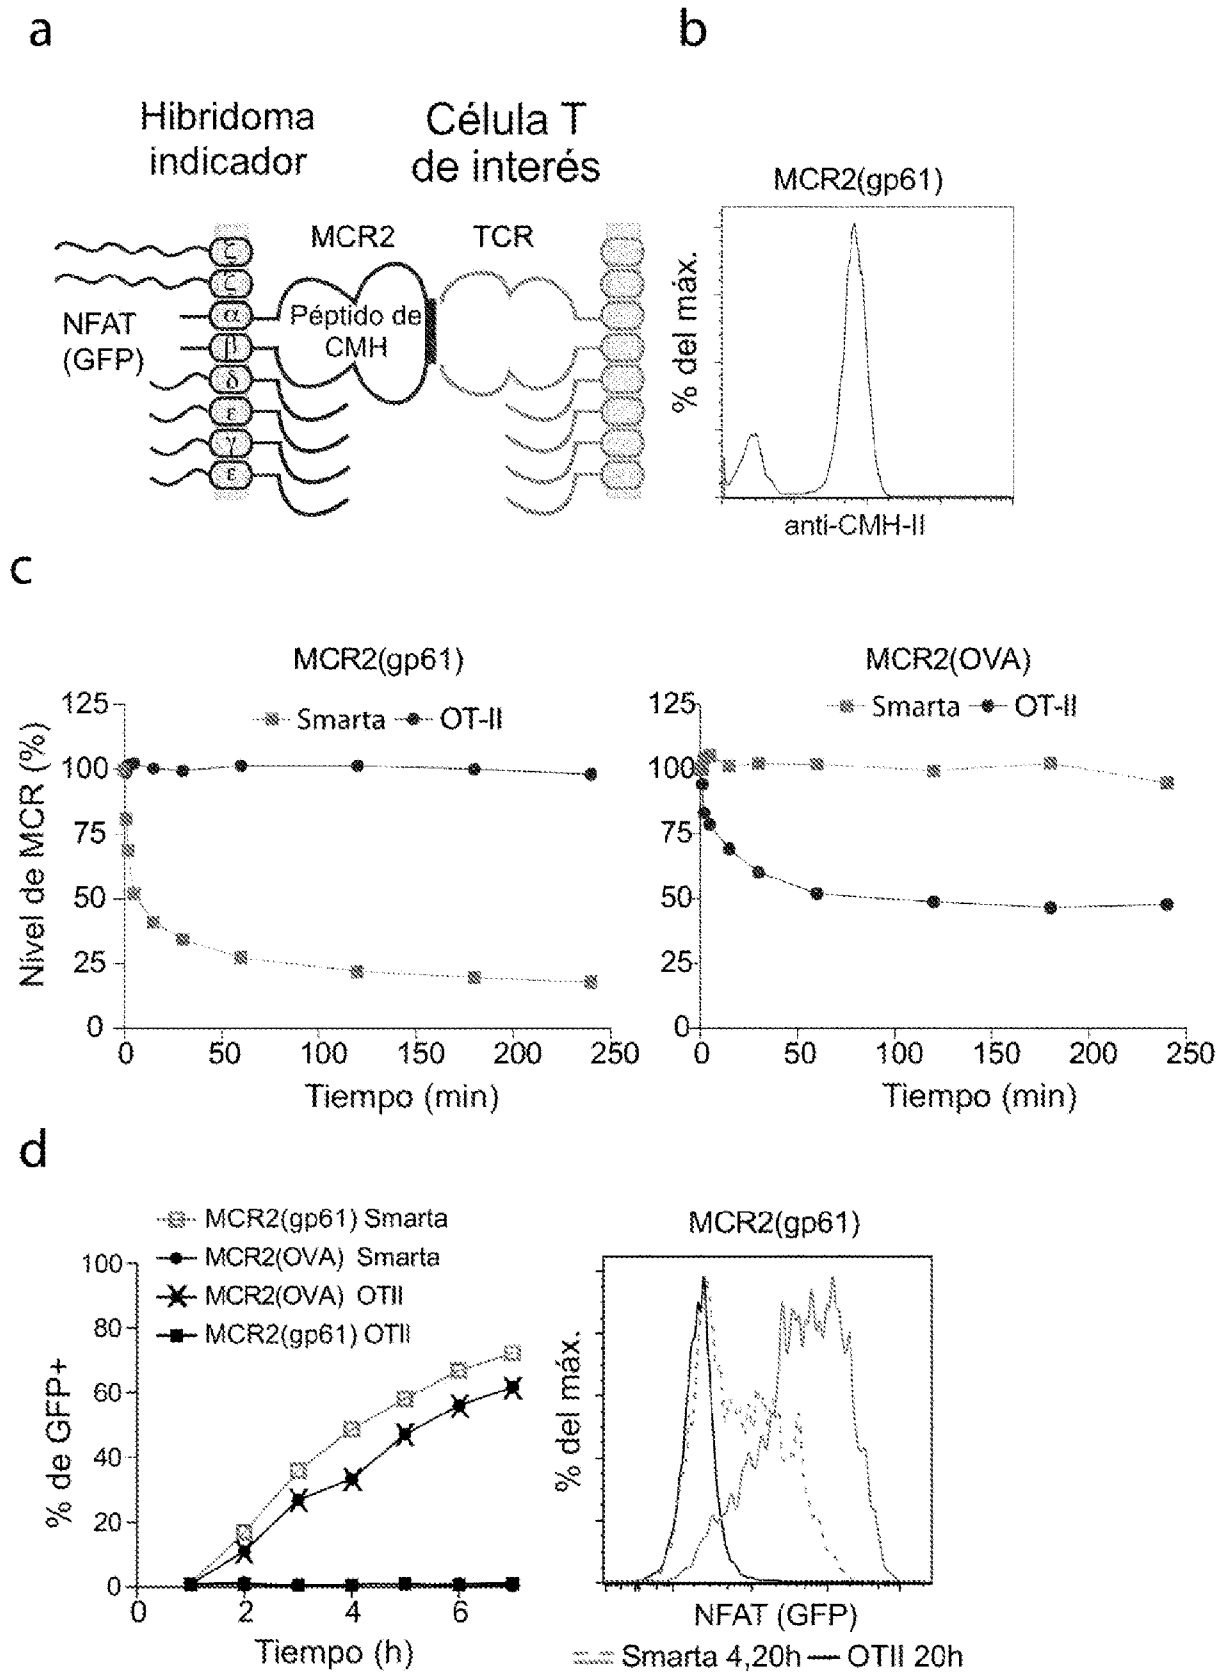 a
b
Hibridoma
indicador
Célula T
de interés
MCR2
TCR
ζ
ζ
α
β
δ
ε
γ
ε
NFAT
(GFP)
Péptido de
CMH
MCR2(gp61)
% del máx.
anti-CMH-II
c
MCR2(gp61)
Smarta
OT-II
Nivel de MCR (%)
125
100
75
50
25
0
0 50 100 150 200 250
Tiempo (min)
MCR2(OVA)
Smarta
OT-II
125
100
75
50
25
0
0 50 100 150 200 250
Tiempo (min)
d
MCR2(gp61) Smarta
MCR2(OVA) Smarta
MCR2(OVA) OTII
MCR2(gp61) OTII
% de GFP+
100
80
60
40
20
0
0 2 4 6
Tiempo (h)
MCR2(gp61)
% del máx.
NFAT (GFP)
Smarta 4,20h
OTII 20h